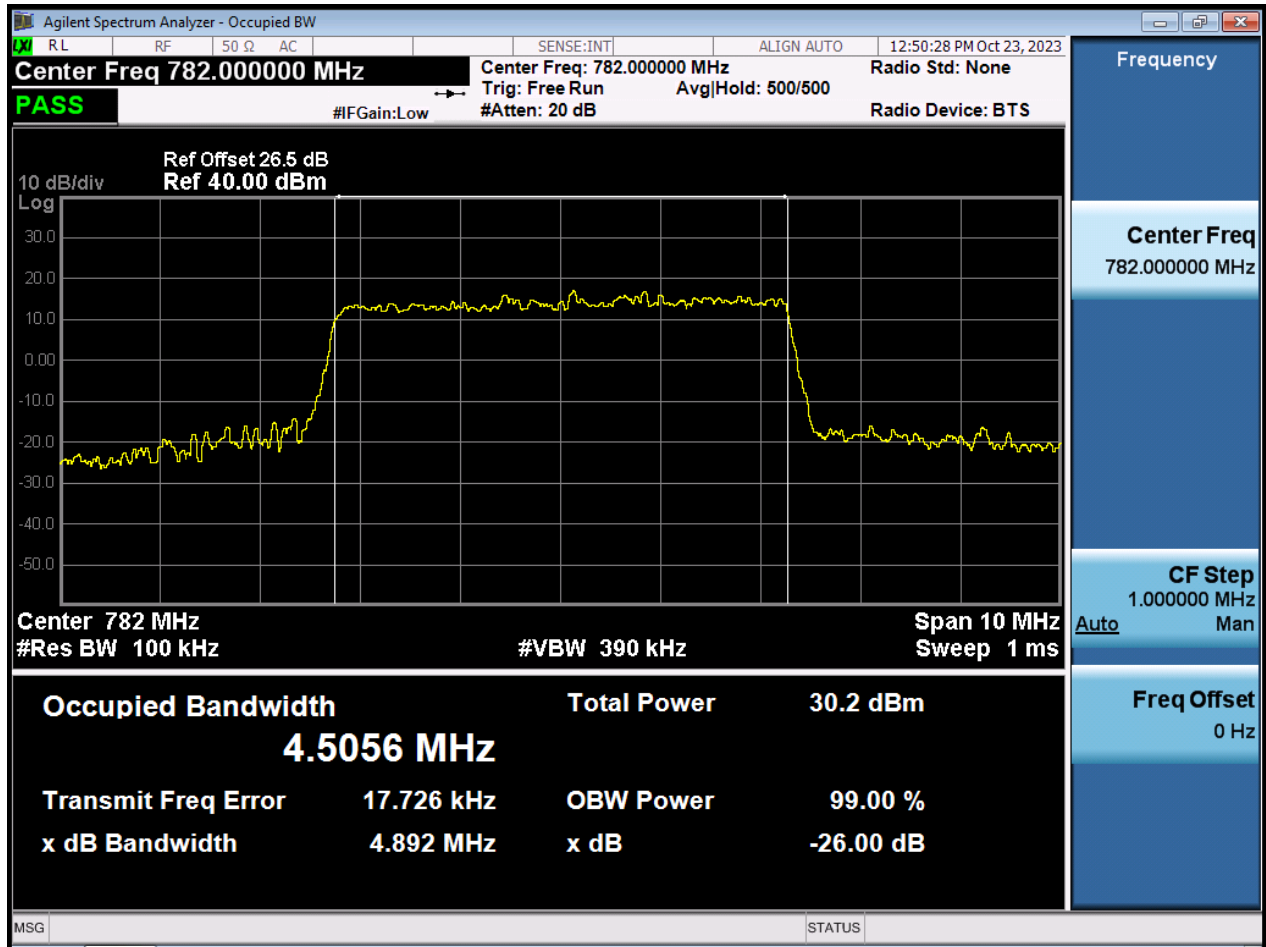 Agilent Spectrum Analyzer - Occupied BW
LXI RL RF 50 Ω AC SENSE:INT ALIGN AUTO 12:50:28 PM Oct 23, 2023
Center Freq 782.000000 MHz
PASS
#IFGain:Low
Center Freq: 782.000000 MHz
Trig: Free Run Avg|Hold: 500/500
#Atten: 20 dB
Radio Std: None
Radio Device: BTS
Ref Offset 26.5 dB
10 dB/div Ref 40.00 dBm
Log
30.0
20.0
10.0
0.00
-10.0
-20.0
-30.0
-40.0
-50.0
Center 782 MHz Span 10 MHz
#Res BW 100 kHz #VBW 390 kHz Sweep 1 ms
Occupied Bandwidth Total Power 30.2 dBm
4.5056 MHz
Transmit Freq Error 17.726 kHz OBW Power 99.00 %
x dB Bandwidth 4.892 MHz x dB -26.00 dB
MSG STATUS
Frequency
Center Freq
782.000000 MHz
CF Step
1.000000 MHz
Auto Man
Freq Offset
0 Hz